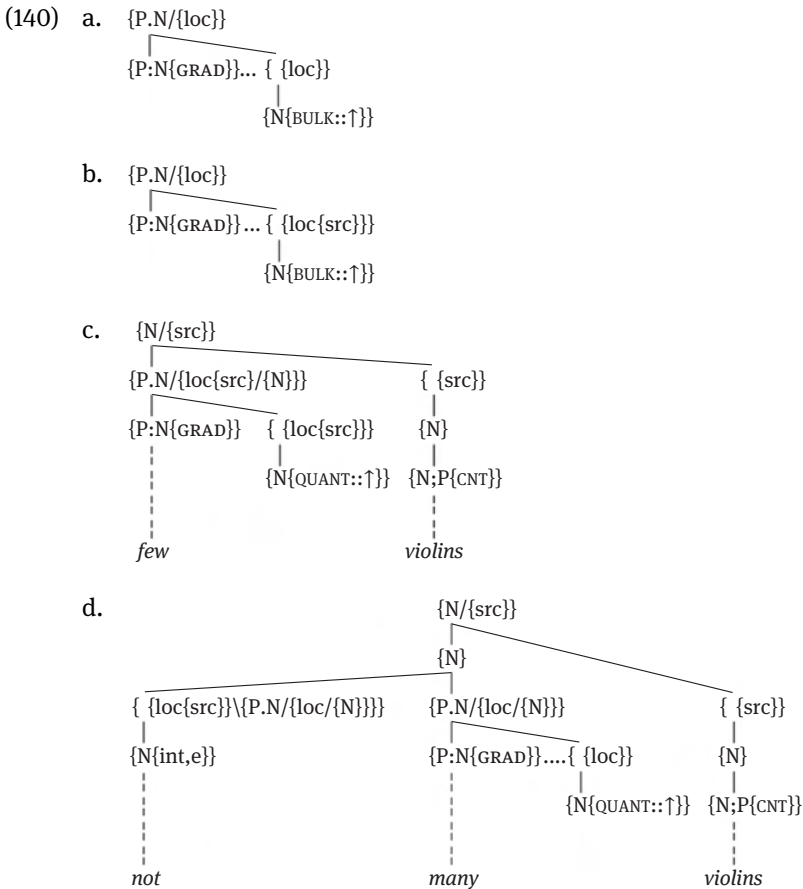 (140) a. {P.N/{loc}}
{P:N{GRAD}}... { {loc}}
{N{BULK::↑}}
b. {P.N/{loc}}
{P:N{GRAD}}... { {loc{src}}}
{N{BULK::↑}}
c. {N/{src}}
{P.N/{loc{src}/{N}}} { {src}}
{P:N{GRAD}} { {loc{src}}} {N}
{N{QUANT::↑}} {N;P{CNT}}
few violins
d. {N/{src}}
{N}
{ {loc{src}}\{P.N/{loc/{N}}}} {P.N/{loc/{N}}} { {src}}
{N{int,e}} {P:N{GRAD}}....{ {loc}} {N}
{N{QUANT::↑}} {N;P{CNT}}
not many violins